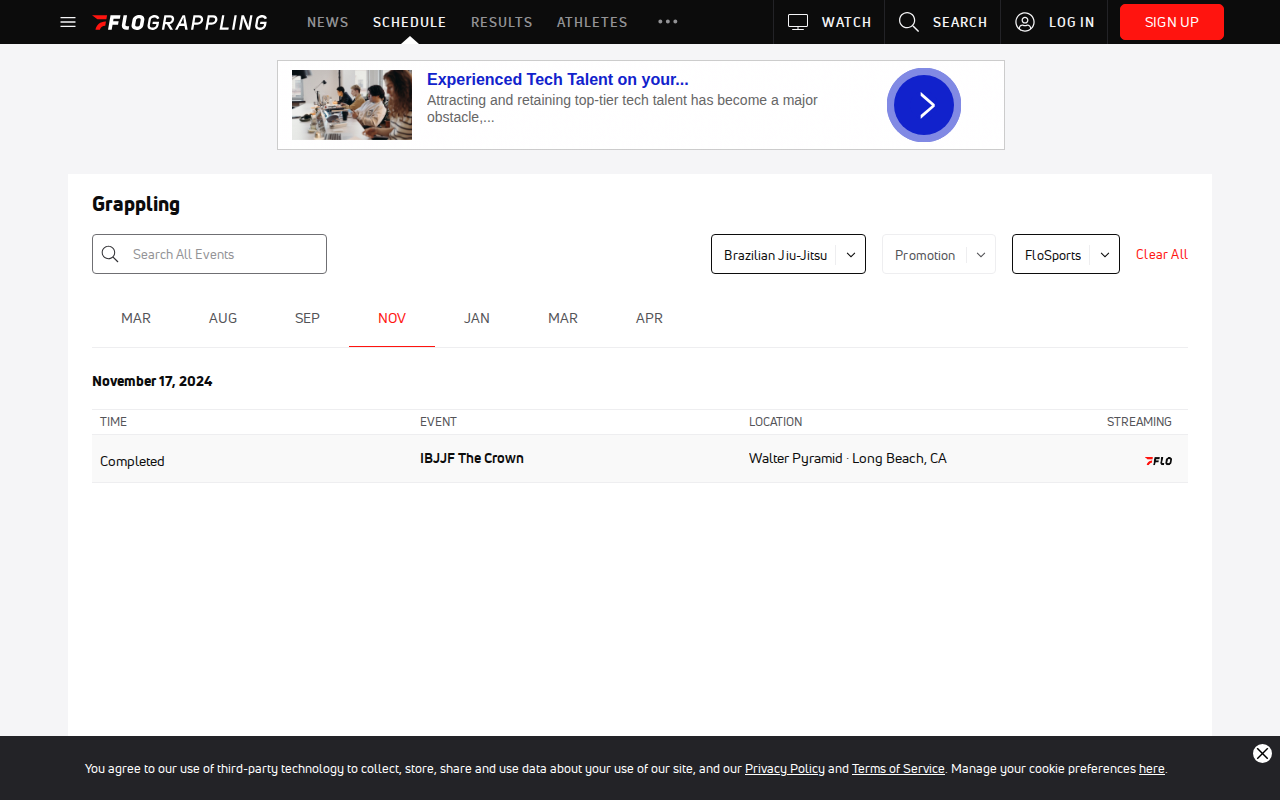 FLOGRAPPLING NEWS SCHEDULE RESULTS ATHLETES WATCH SEARCH LOG IN SIGN UP
Experienced Tech Talent on your...
Attracting and retaining top-tier tech talent has become a major
obstacle,...
Grappling
Search All Events Brazilian Jiu-Jitsu Promotion FloSports Clear All
MAR AUG SEP NOV JAN MAR APR
November 17, 2024
TIME EVENT LOCATION STREAMING
Completed IBJJF The Crown Walter Pyramid · Long Beach, CA FLO
You agree to our use of third-party technology to collect, store, share and use data about your use of our site, and our Privacy Policy and Terms of Service. Manage your cookie preferences here.